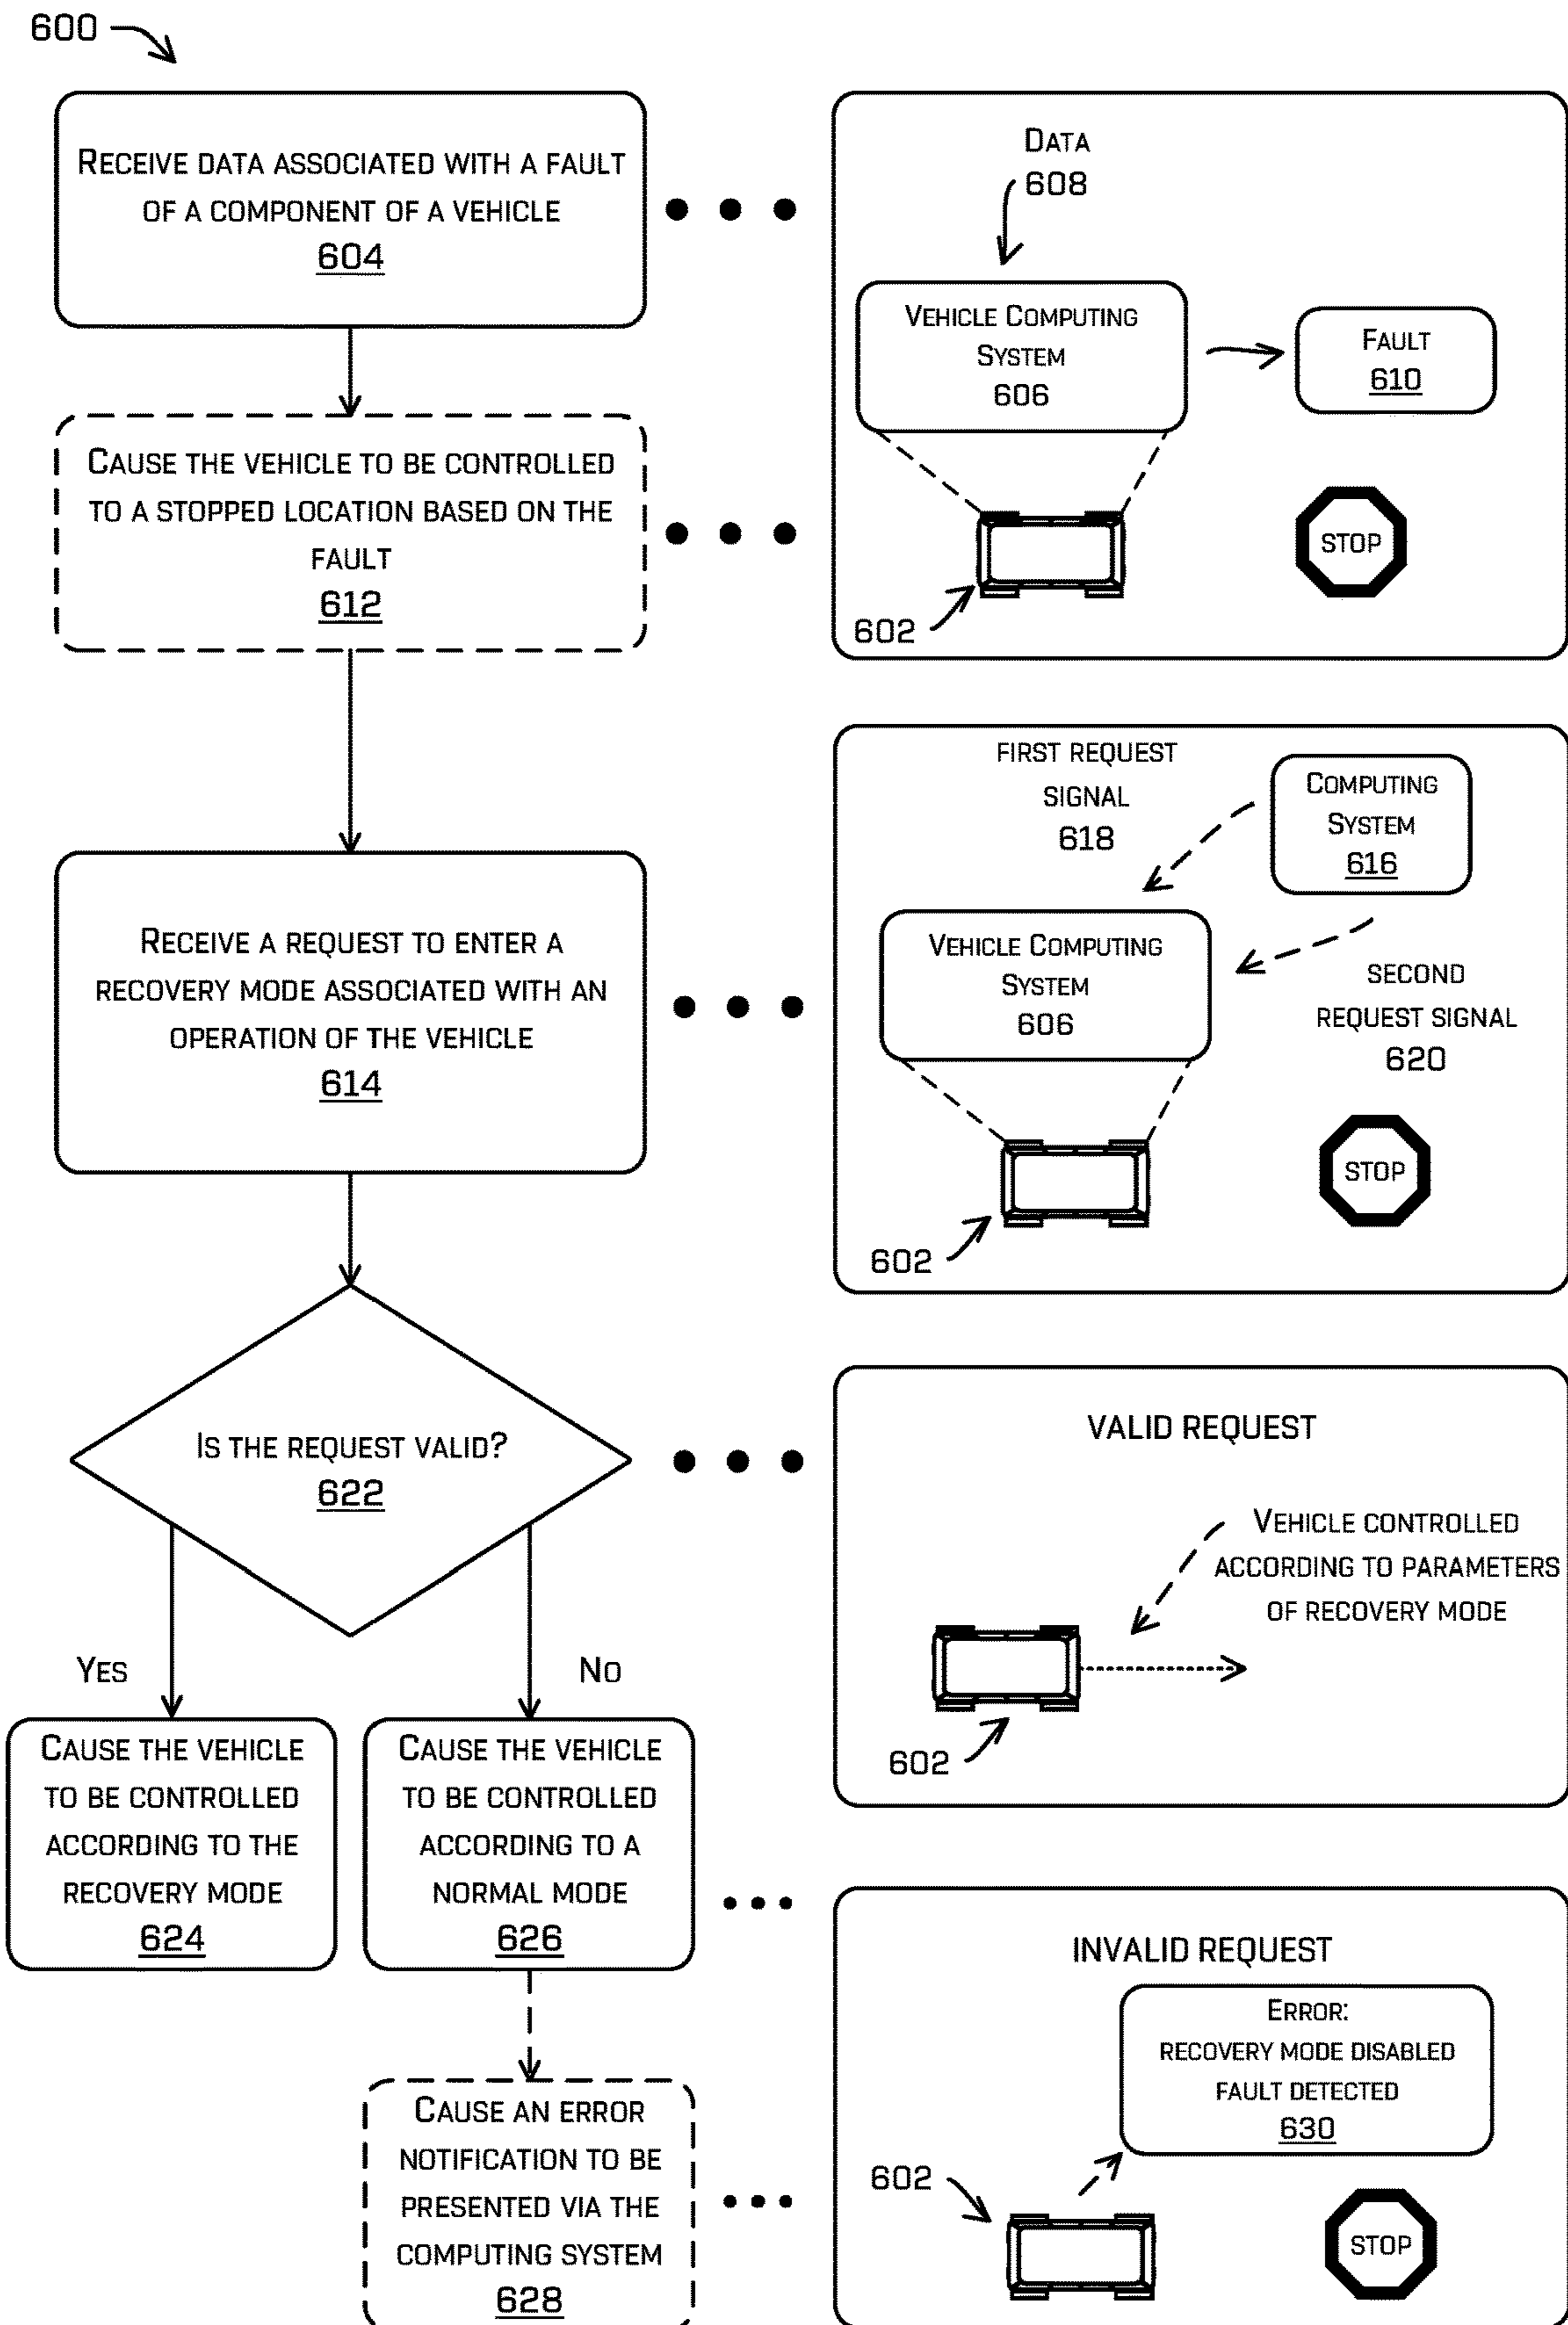 600
RECEIVE DATA ASSOCIATED WITH A FAULT
OF A COMPONENT OF A VEHICLE
604
DATA
608
VEHICLE COMPUTING
SYSTEM
606
FAULT
610
STOP
602
CAUSE THE VEHICLE TO BE CONTROLLED
TO A STOPPED LOCATION BASED ON THE
FAULT
612
RECEIVE A REQUEST TO ENTER A
RECOVERY MODE ASSOCIATED WITH AN
OPERATION OF THE VEHICLE
614
FIRST REQUEST
SIGNAL
618
COMPUTING
SYSTEM
616
VEHICLE COMPUTING
SYSTEM
606
SECOND
REQUEST SIGNAL
620
STOP
602
IS THE REQUEST VALID?
622
YES
NO
VALID REQUEST
VEHICLE CONTROLLED
ACCORDING TO PARAMETERS
OF RECOVERY MODE
602
CAUSE THE VEHICLE
TO BE CONTROLLED
ACCORDING TO THE
RECOVERY MODE
624
CAUSE THE VEHICLE
TO BE CONTROLLED
ACCORDING TO A
NORMAL MODE
626
CAUSE AN ERROR
NOTIFICATION TO BE
PRESENTED VIA THE
COMPUTING SYSTEM
628
INVALID REQUEST
ERROR:
RECOVERY MODE DISABLED
FAULT DETECTED
630
602
STOP